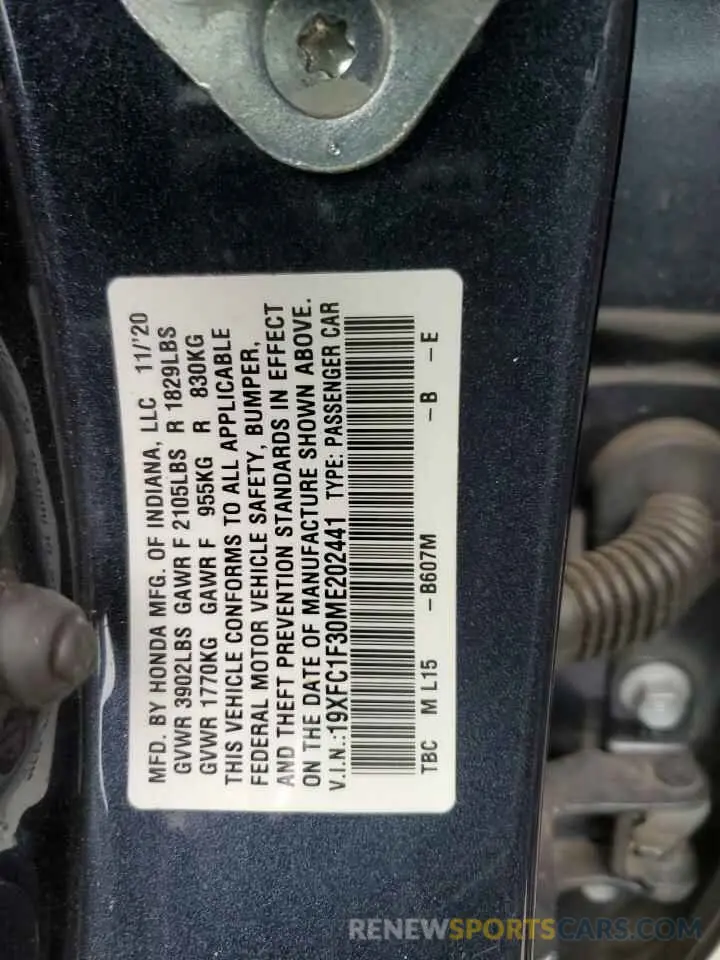 MFD. BY HONDA MFG. OF INDIANA, LLC 11/'20
GVWR 3902LBS GAWR F 2105LBS R 1829LBS
GVWR 1770KG GAWR F 955KG R 830KG
THIS VEHICLE CONFORMS TO ALL APPLICABLE
FEDERAL MOTOR VEHICLE SAFETY, BUMPER,
AND THEFT PREVENTION STANDARDS IN EFFECT
ON THE DATE OF MANUFACTURE SHOWN ABOVE.
V.I.N.:19XFC1F30ME202441 TYPE: PASSENGER CAR
TBC M L15 -B607M -B -E
RENEWSPORTSCARS.COM